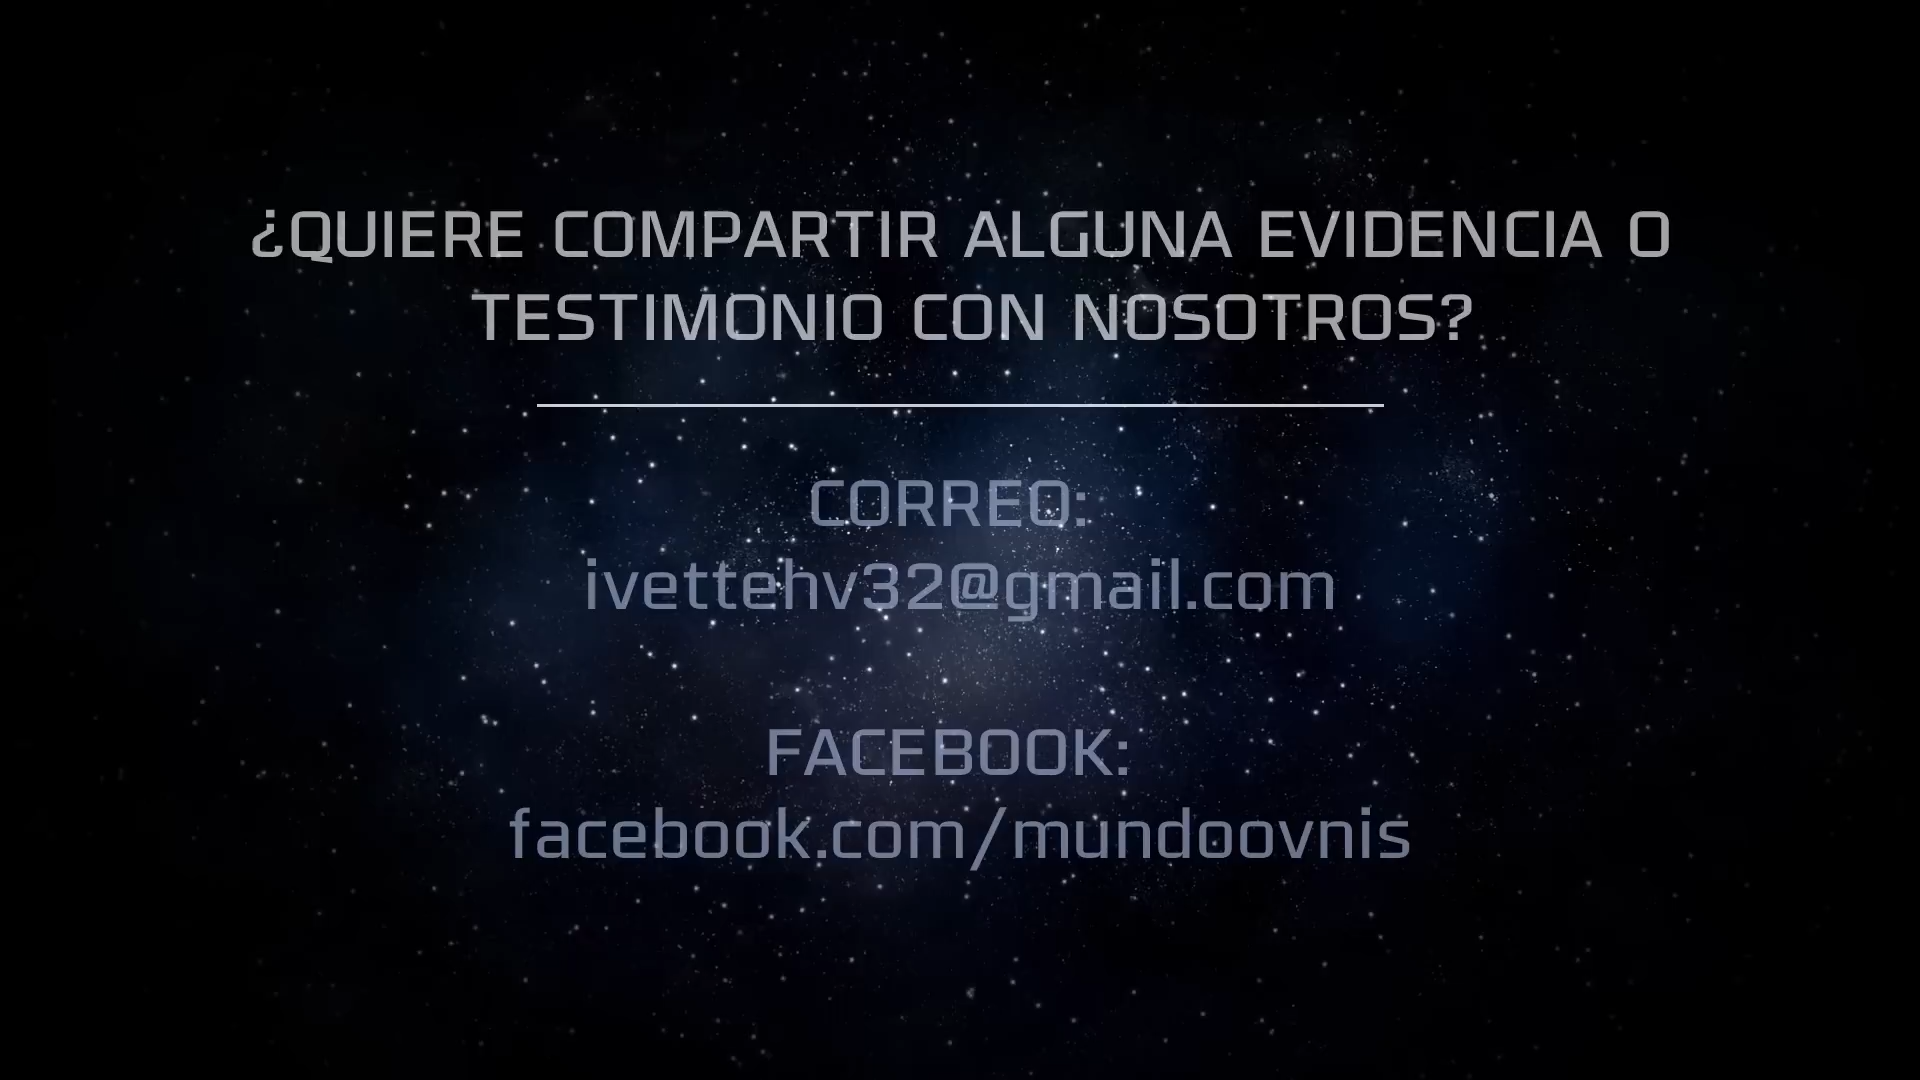 ¿QUIERE COMPARTIR ALGUNA EVIDENCIA O
TESTIMONIO CON NOSOTROS?
CORREO:
ivettehv32@gmail.com
FACEBOOK:
facebook.com/mundoovnis